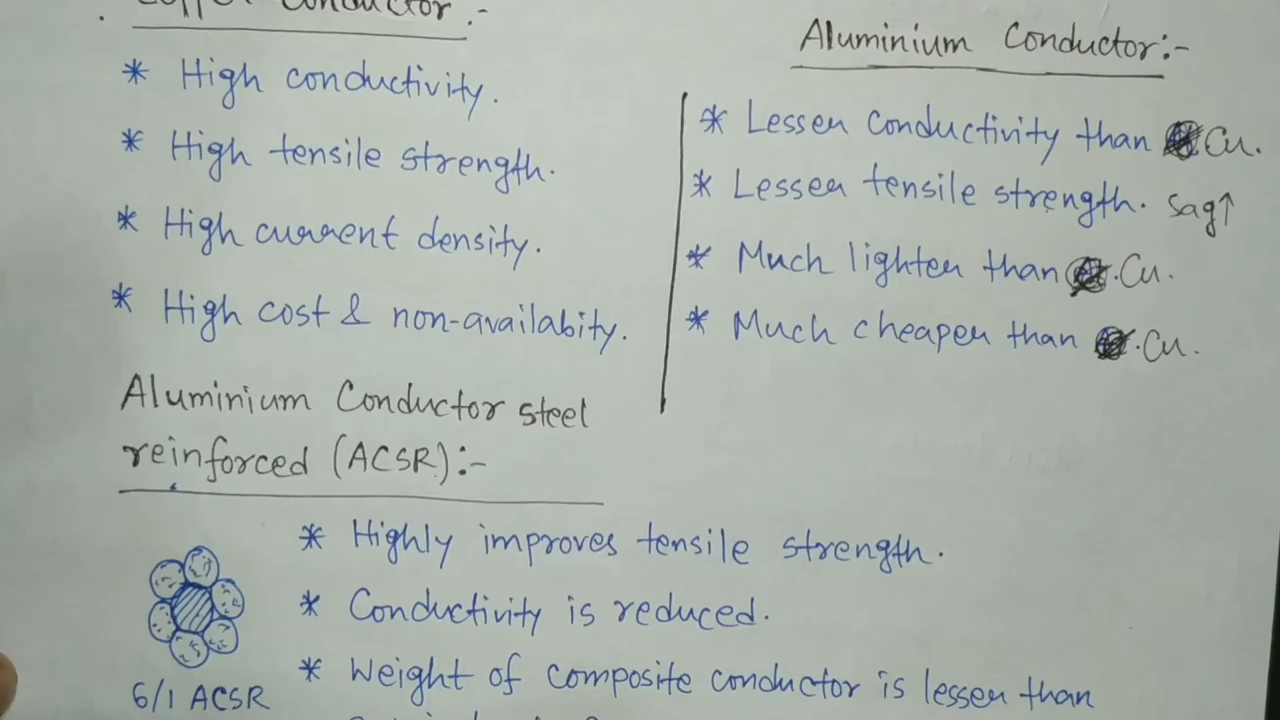 Copper Conductor :-
* High conductivity.
* High tensile strength.
* High current density.
* High cost & non-availabity.
Aluminium Conductor:-
* Lesser conductivity than Cu.
* Lesser tensile strength. Sag↑
* Much lighter than Cu.
* Much cheaper than Cu.
Aluminium Conductor steel
reinforced (ACSR):-
* Highly improves tensile strength.
* Conductivity is reduced.
* Weight of composite conductor is lesser than
6/1 ACSR